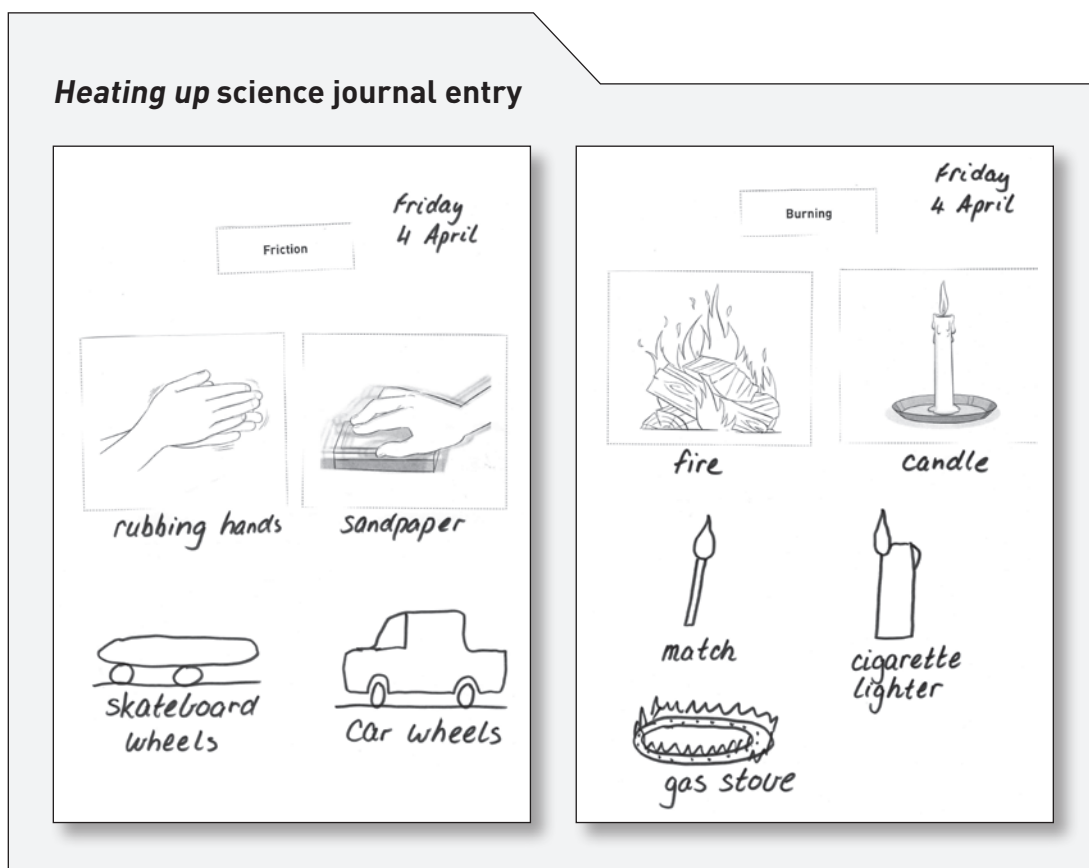 Heating up science journal entry
Friday
4 April
Friction
rubbing hands
sandpaper
skateboard
wheels
car wheels
Friday
4 April
Burning
fire
candle
match
cigarette
lighter
gas stove